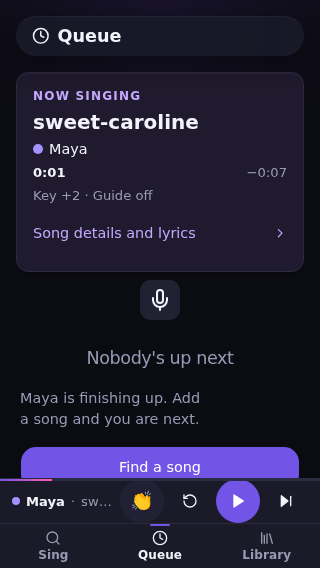 Queue
NOW SINGING
sweet-caroline
Maya
0:01 −0:07
Key +2 · Guide off
Song details and lyrics
Nobody's up next
Maya is finishing up. Add
a song and you are next.
Find a song
Maya · sw…
Sing Queue Library